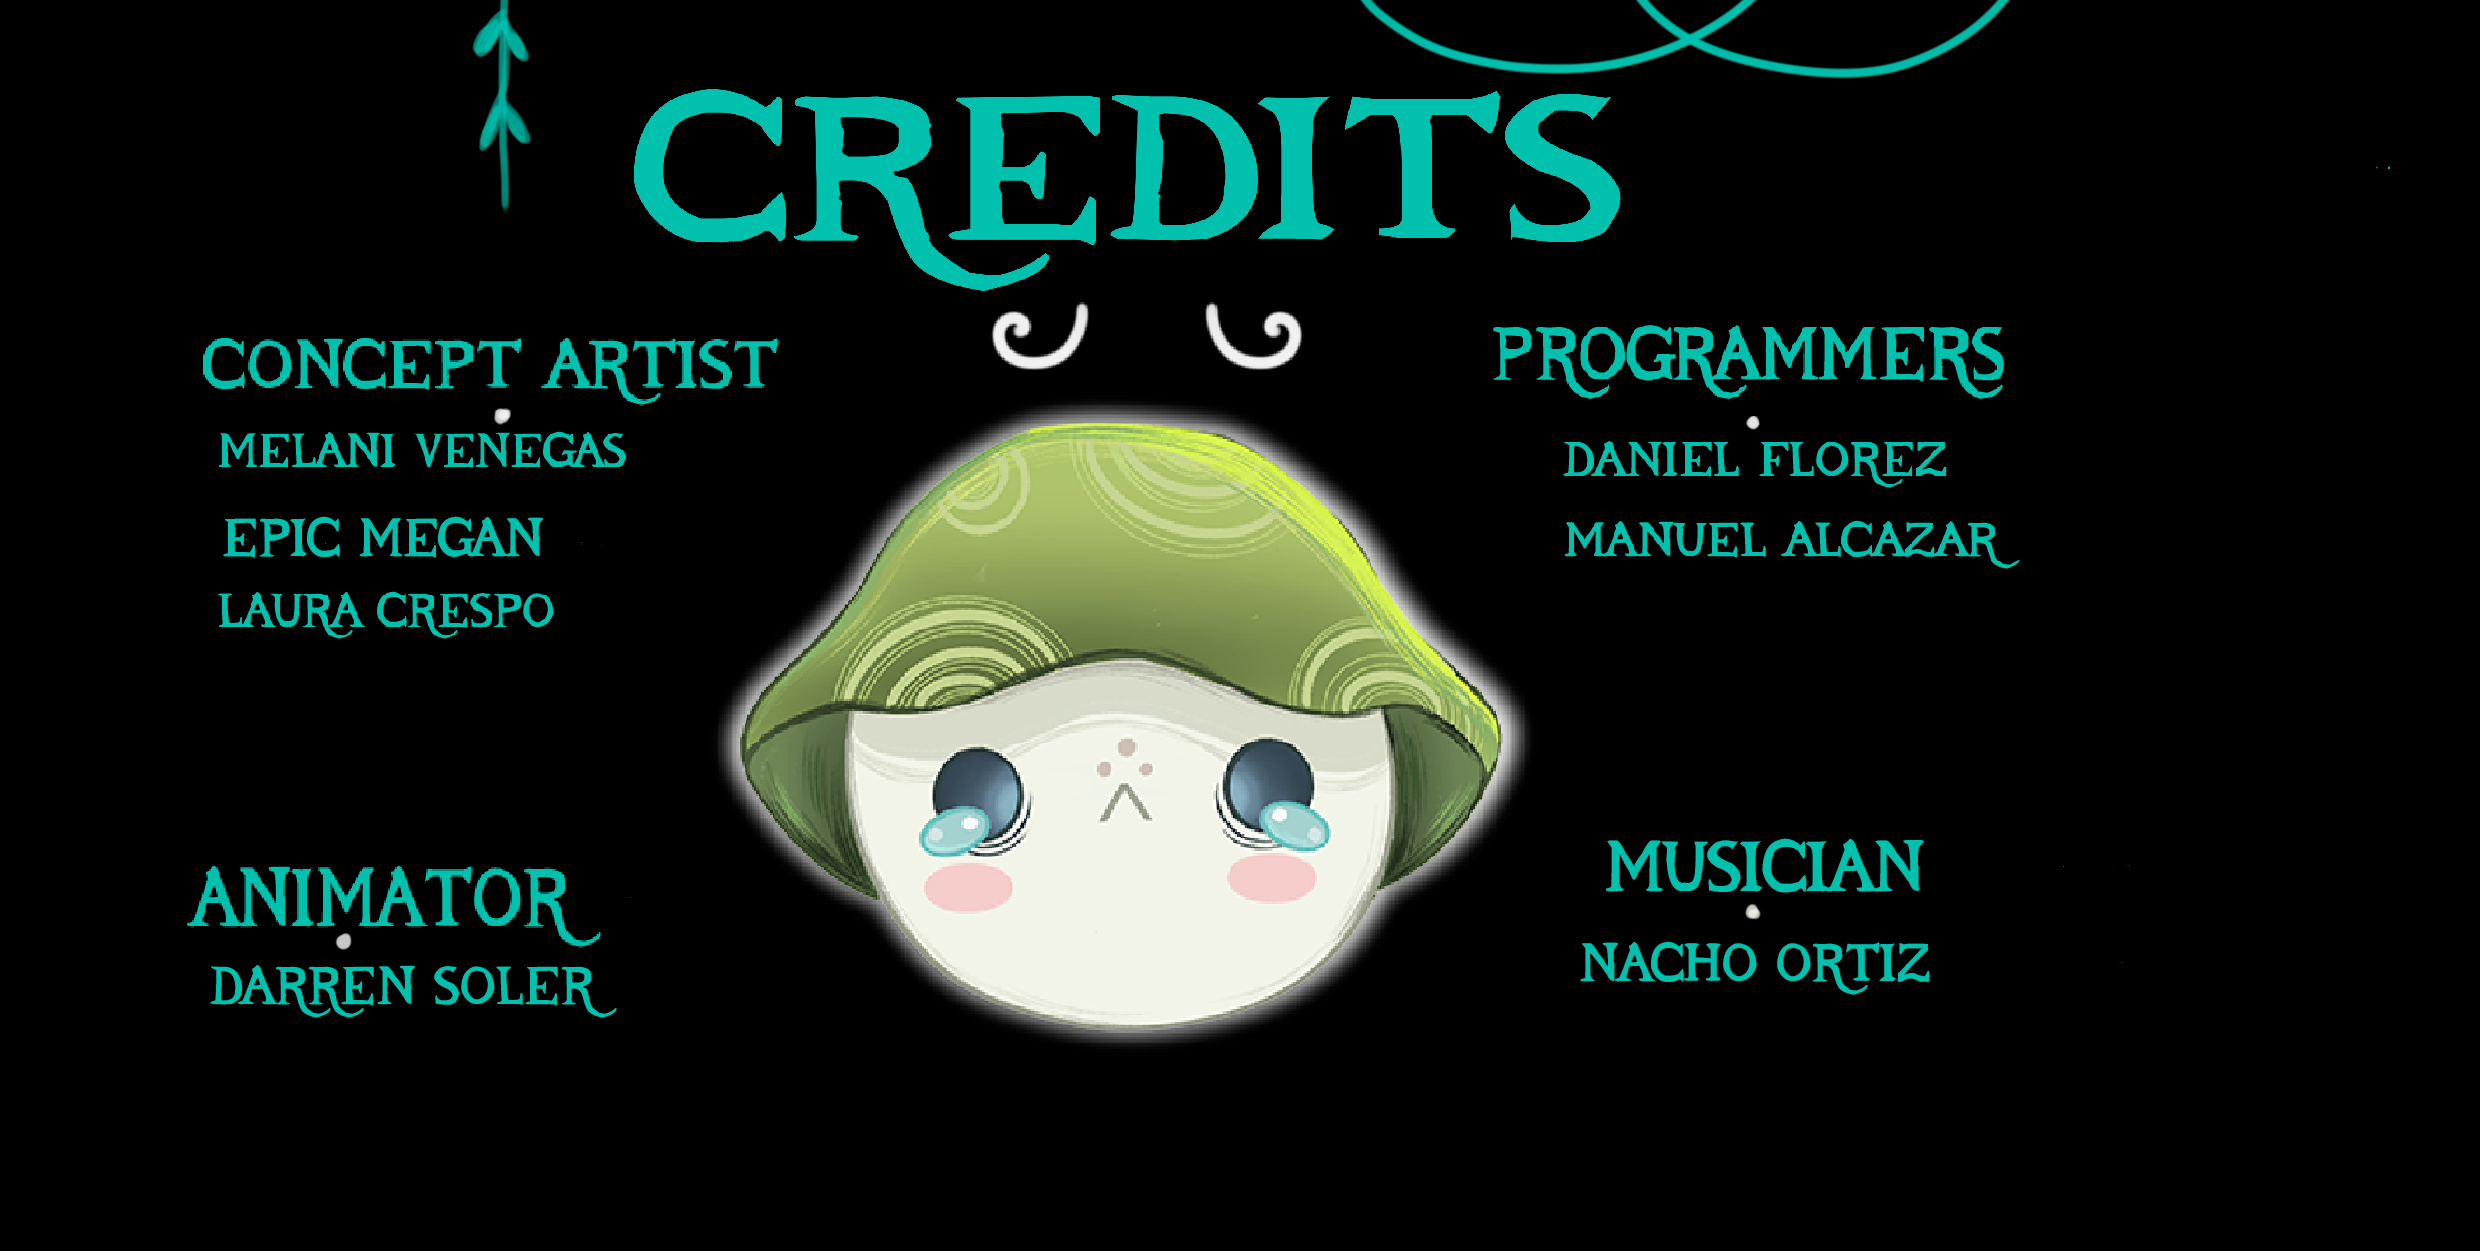 CREDITS
CONCEPT ARTIST
MELANI VENEGAS
EPIC MEGAN
LAURA CRESPO
PROGRAMMERS
DANIEL FLOREZ
MANUEL ALCAZAR
ANIMATOR
DARREN SOLER
MUSICIAN
NACHO ORTIZ